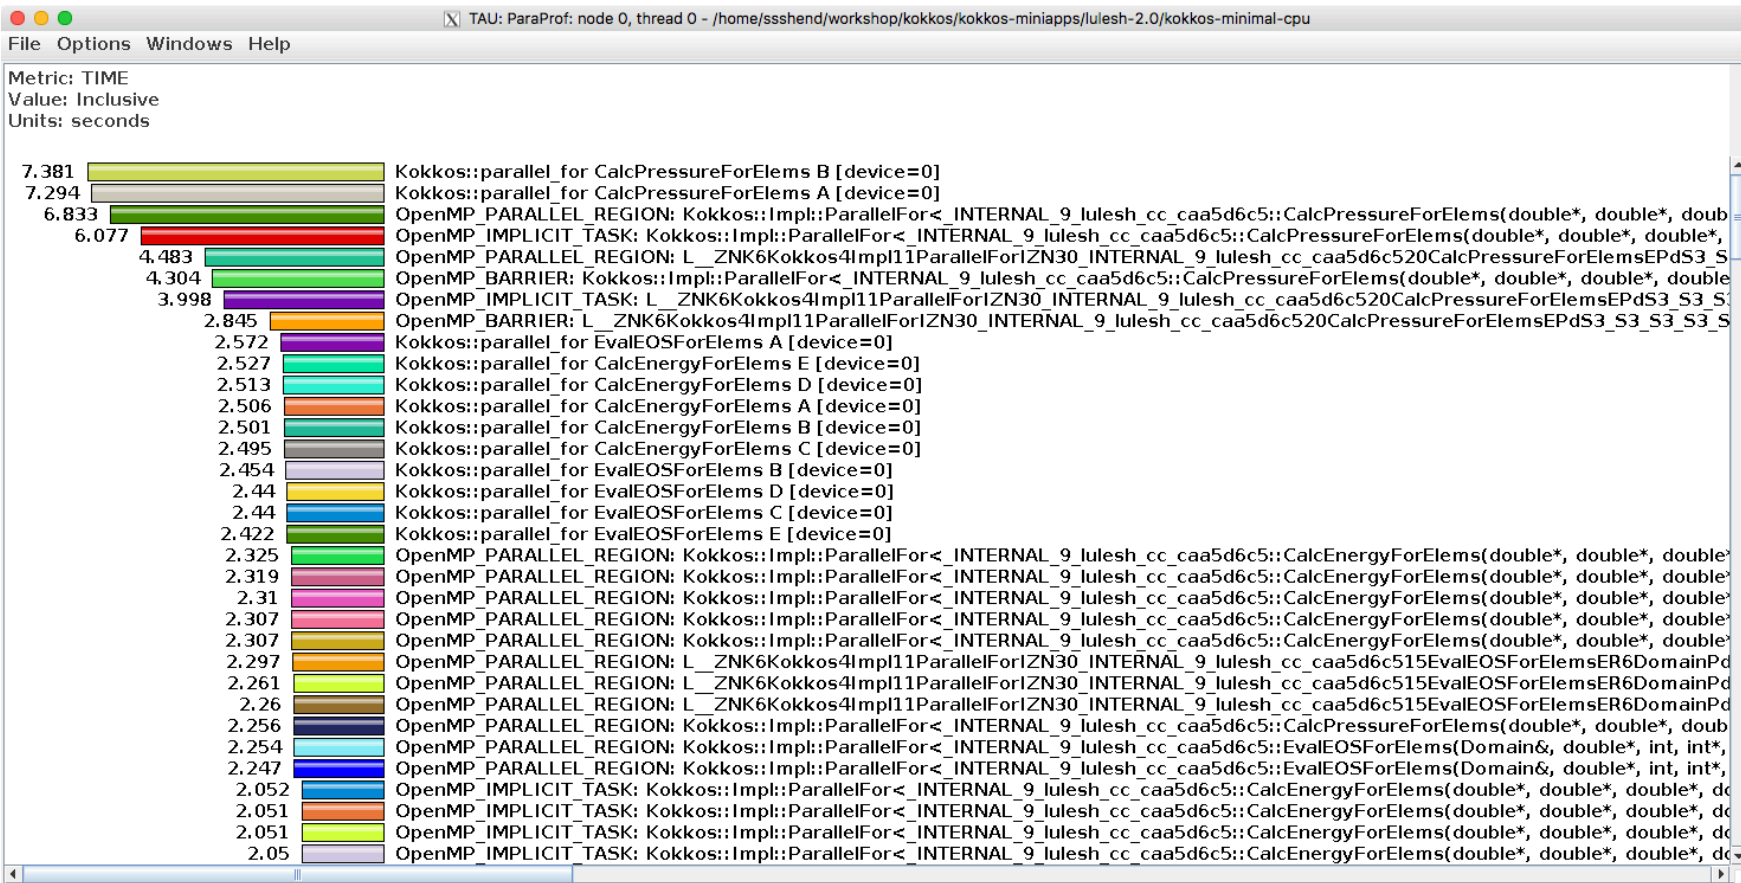 TAU: ParaProf: node 0, thread 0 - /home/ssshend/workshop/kokkos/kokkos-miniapps/lulesh-2.0/kokkos-minimal-cpu
File Options Windows Help
Metric: TIME
Value: Inclusive
Units: seconds
7.381 Kokkos::parallel_for CalcPressureForElems B [device=0]
7.294 Kokkos::parallel_for CalcPressureForElems A [device=0]
6.833 OpenMP_PARALLEL_REGION: Kokkos::Impl::ParallelFor<_INTERNAL_9_lulesh_cc_caa5d6c5::CalcPressureForElems(double*, double*, doub
6.077 OpenMP_IMPLICIT_TASK: Kokkos::Impl::ParallelFor<_INTERNAL_9_lulesh_cc_caa5d6c5::CalcPressureForElems(double*, double*, double*,
4.483 OpenMP_PARALLEL_REGION: L__ZNK6Kokkos4Impl11ParallelForIZN30_INTERNAL_9_lulesh_cc_caa5d6c520CalcPressureForElemsEPdS3_S
4.304 OpenMP_BARRIER: Kokkos::Impl::ParallelFor<_INTERNAL_9_lulesh_cc_caa5d6c5::CalcPressureForElems(double*, double*, double*, double
3.998 OpenMP_IMPLICIT_TASK: L__ZNK6Kokkos4Impl11ParallelForIZN30_INTERNAL_9_lulesh_cc_caa5d6c520CalcPressureForElemsEPdS3_S3_S
2.845 OpenMP_BARRIER: L__ZNK6Kokkos4Impl11ParallelForIZN30_INTERNAL_9_lulesh_cc_caa5d6c520CalcPressureForElemsEPdS3_S3_S3_S3_S
2.572 Kokkos::parallel_for EvalEOSForElems A [device=0]
2.527 Kokkos::parallel_for CalcEnergyForElems E [device=0]
2.513 Kokkos::parallel_for CalcEnergyForElems D [device=0]
2.506 Kokkos::parallel_for CalcEnergyForElems A [device=0]
2.501 Kokkos::parallel_for CalcEnergyForElems B [device=0]
2.495 Kokkos::parallel_for CalcEnergyForElems C [device=0]
2.454 Kokkos::parallel_for EvalEOSForElems B [device=0]
2.44 Kokkos::parallel_for EvalEOSForElems D [device=0]
2.44 Kokkos::parallel_for EvalEOSForElems C [device=0]
2.422 Kokkos::parallel_for EvalEOSForElems E [device=0]
2.325 OpenMP_PARALLEL_REGION: Kokkos::Impl::ParallelFor<_INTERNAL_9_lulesh_cc_caa5d6c5::CalcEnergyForElems(double*, double*, double*
2.319 OpenMP_PARALLEL_REGION: Kokkos::Impl::ParallelFor<_INTERNAL_9_lulesh_cc_caa5d6c5::CalcEnergyForElems(double*, double*, double*
2.31 OpenMP_PARALLEL_REGION: Kokkos::Impl::ParallelFor<_INTERNAL_9_lulesh_cc_caa5d6c5::CalcEnergyForElems(double*, double*, double*
2.307 OpenMP_PARALLEL_REGION: Kokkos::Impl::ParallelFor<_INTERNAL_9_lulesh_cc_caa5d6c5::CalcEnergyForElems(double*, double*, double*
2.307 OpenMP_PARALLEL_REGION: Kokkos::Impl::ParallelFor<_INTERNAL_9_lulesh_cc_caa5d6c5::CalcEnergyForElems(double*, double*, double*
2.297 OpenMP_PARALLEL_REGION: L__ZNK6Kokkos4Impl11ParallelForIZN30_INTERNAL_9_lulesh_cc_caa5d6c515EvalEOSForElemsER6DomainPd
2.261 OpenMP_PARALLEL_REGION: L__ZNK6Kokkos4Impl11ParallelForIZN30_INTERNAL_9_lulesh_cc_caa5d6c515EvalEOSForElemsER6DomainPd
2.26 OpenMP_PARALLEL_REGION: L__ZNK6Kokkos4Impl11ParallelForIZN30_INTERNAL_9_lulesh_cc_caa5d6c515EvalEOSForElemsER6DomainPd
2.256 OpenMP_PARALLEL_REGION: Kokkos::Impl::ParallelFor<_INTERNAL_9_lulesh_cc_caa5d6c5::CalcPressureForElems(double*, double*, doub
2.254 OpenMP_PARALLEL_REGION: Kokkos::Impl::ParallelFor<_INTERNAL_9_lulesh_cc_caa5d6c5::EvalEOSForElems(Domain&, double*, int, int*,
2.247 OpenMP_PARALLEL_REGION: Kokkos::Impl::ParallelFor<_INTERNAL_9_lulesh_cc_caa5d6c5::EvalEOSForElems(Domain&, double*, int, int*,
2.052 OpenMP_IMPLICIT_TASK: Kokkos::Impl::ParallelFor<_INTERNAL_9_lulesh_cc_caa5d6c5::CalcEnergyForElems(double*, double*, double*, do
2.051 OpenMP_IMPLICIT_TASK: Kokkos::Impl::ParallelFor<_INTERNAL_9_lulesh_cc_caa5d6c5::CalcEnergyForElems(double*, double*, double*, do
2.051 OpenMP_IMPLICIT_TASK: Kokkos::Impl::ParallelFor<_INTERNAL_9_lulesh_cc_caa5d6c5::CalcEnergyForElems(double*, double*, double*, do
2.05 OpenMP_IMPLICIT_TASK: Kokkos::Impl::ParallelFor<_INTERNAL_9_lulesh_cc_caa5d6c5::CalcEnergyForElems(double*, double*, double*, do